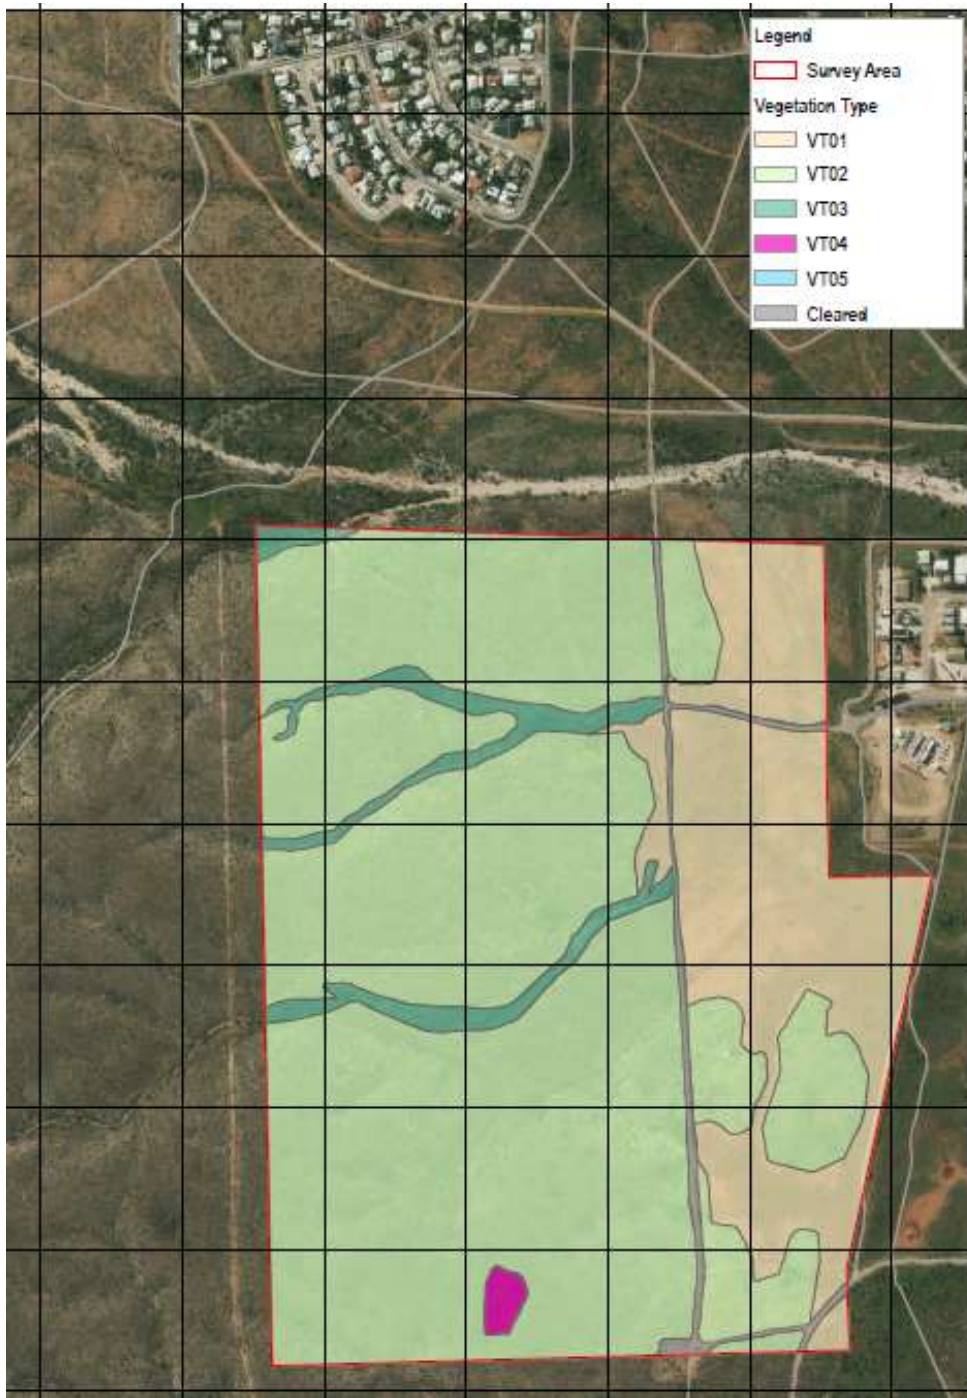 Legend
Survey Area
Vegetation Type
VT01
VT02
VT03
VT04
VT05
Cleared